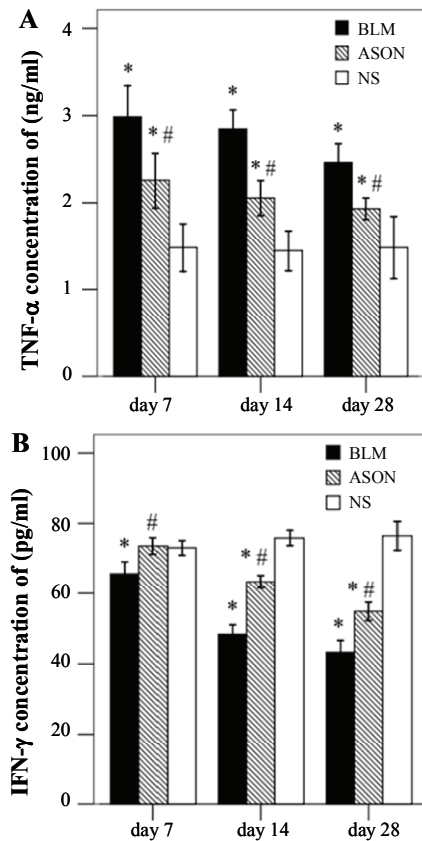 A
TNF-α concentration of (ng/ml)
4
3
2
1
0
BLM
ASON
NS
*
* #
*
* #
*
* #
day 7
day 14
day 28
B
IFN-γ concentration of (pg/ml)
100
80
60
40
20
0
BLM
ASON
NS
*
#
*
* #
*
* #
day 7
day 14
day 28